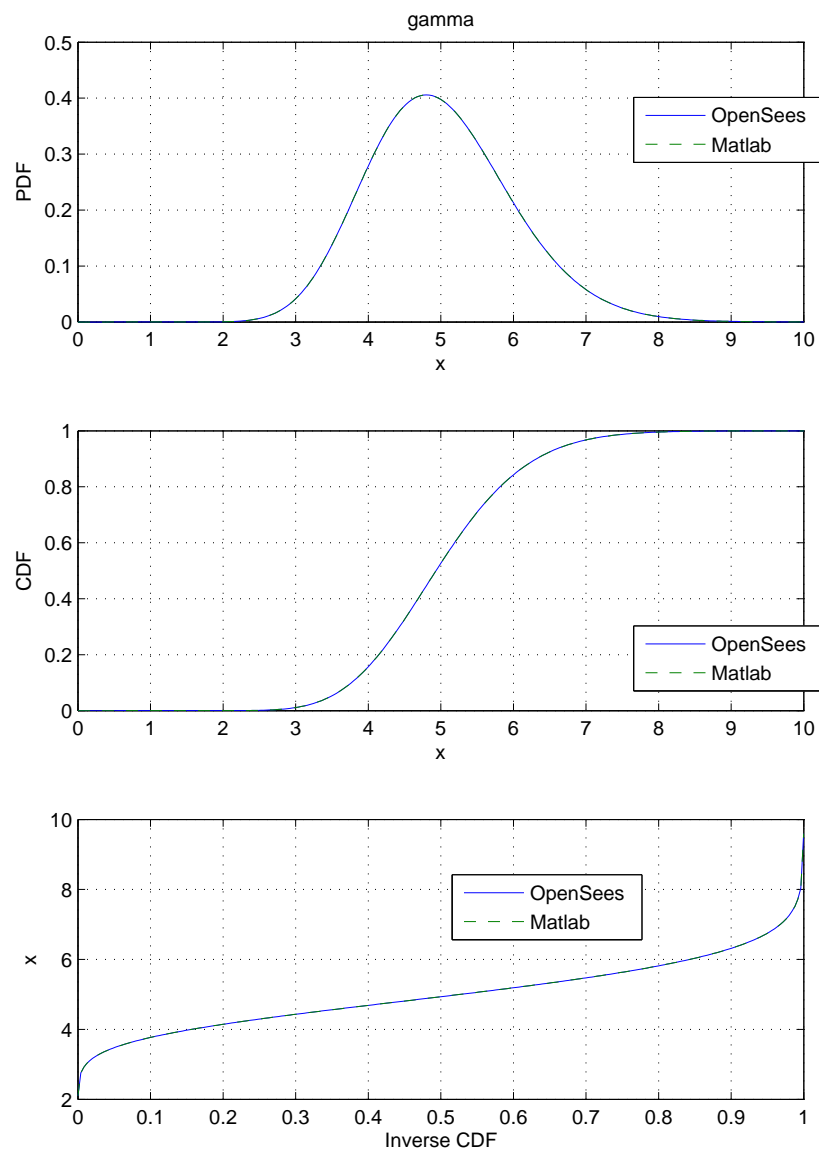 gamma
0.5
0.4
0.3
0.2
0.1
0
PDF
OpenSees
Matlab
0 1 2 3 4 5 6 7 8 9 10
x
1
0.8
0.6
0.4
0.2
0
CDF
OpenSees
Matlab
0 1 2 3 4 5 6 7 8 9 10
x
10
8
6
4
2
x
OpenSees
Matlab
0 0.1 0.2 0.3 0.4 0.5 0.6 0.7 0.8 0.9 1
Inverse CDF